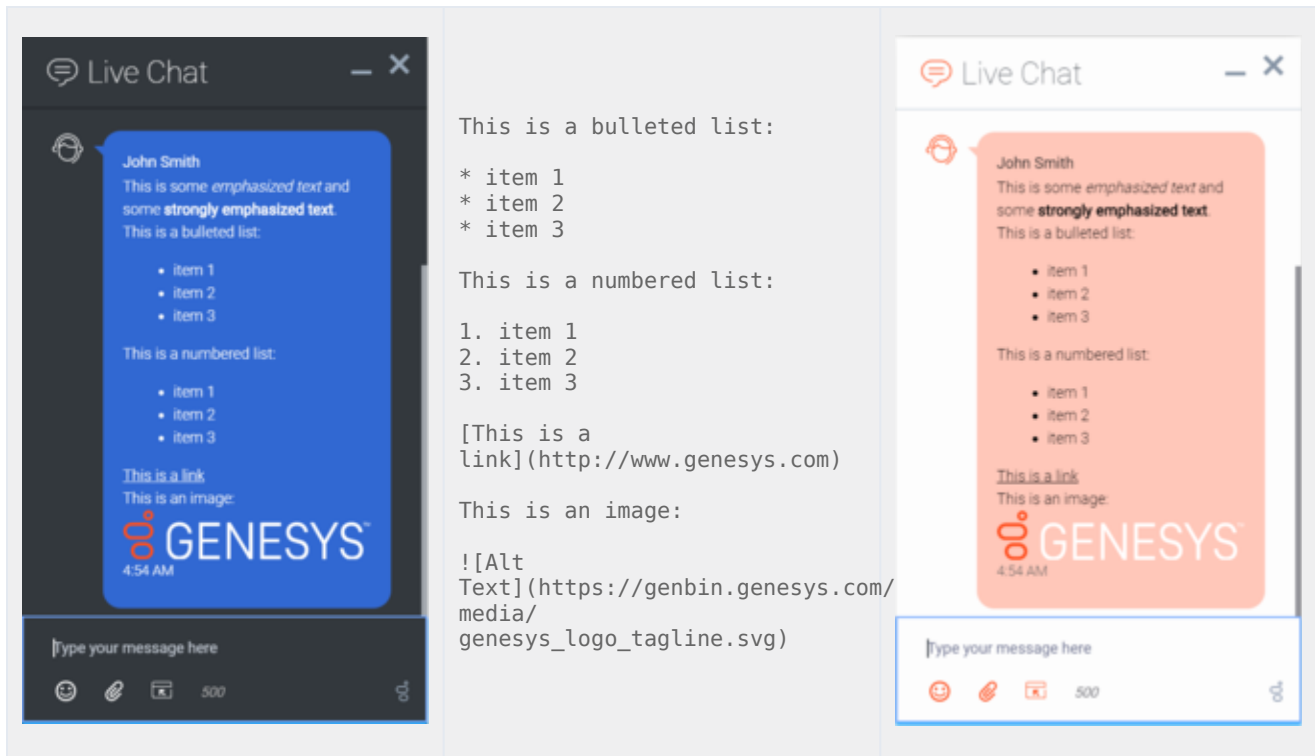 Live Chat
John Smith
This is some emphasized text and
some strongly emphasized text.
This is a bulleted list:
• item 1
• item 2
• item 3
This is a numbered list:
• item 1
• item 2
• item 3
This is a link
This is an image:
GENESYS™
4:54 AM
Type your message here
500
This is a bulleted list:
* item 1
* item 2
* item 3
This is a numbered list:
1. item 1
2. item 2
3. item 3
[This is a
link](http://www.genesys.com)
This is an image:
![Alt
Text](https://genbin.genesys.com/
media/
genesys_logo_tagline.svg)
Live Chat
John Smith
This is some emphasized text and
some strongly emphasized text.
This is a bulleted list:
• item 1
• item 2
• item 3
This is a numbered list:
• item 1
• item 2
• item 3
This is a link
This is an image:
GENESYS™
4:54 AM
Type your message here
500